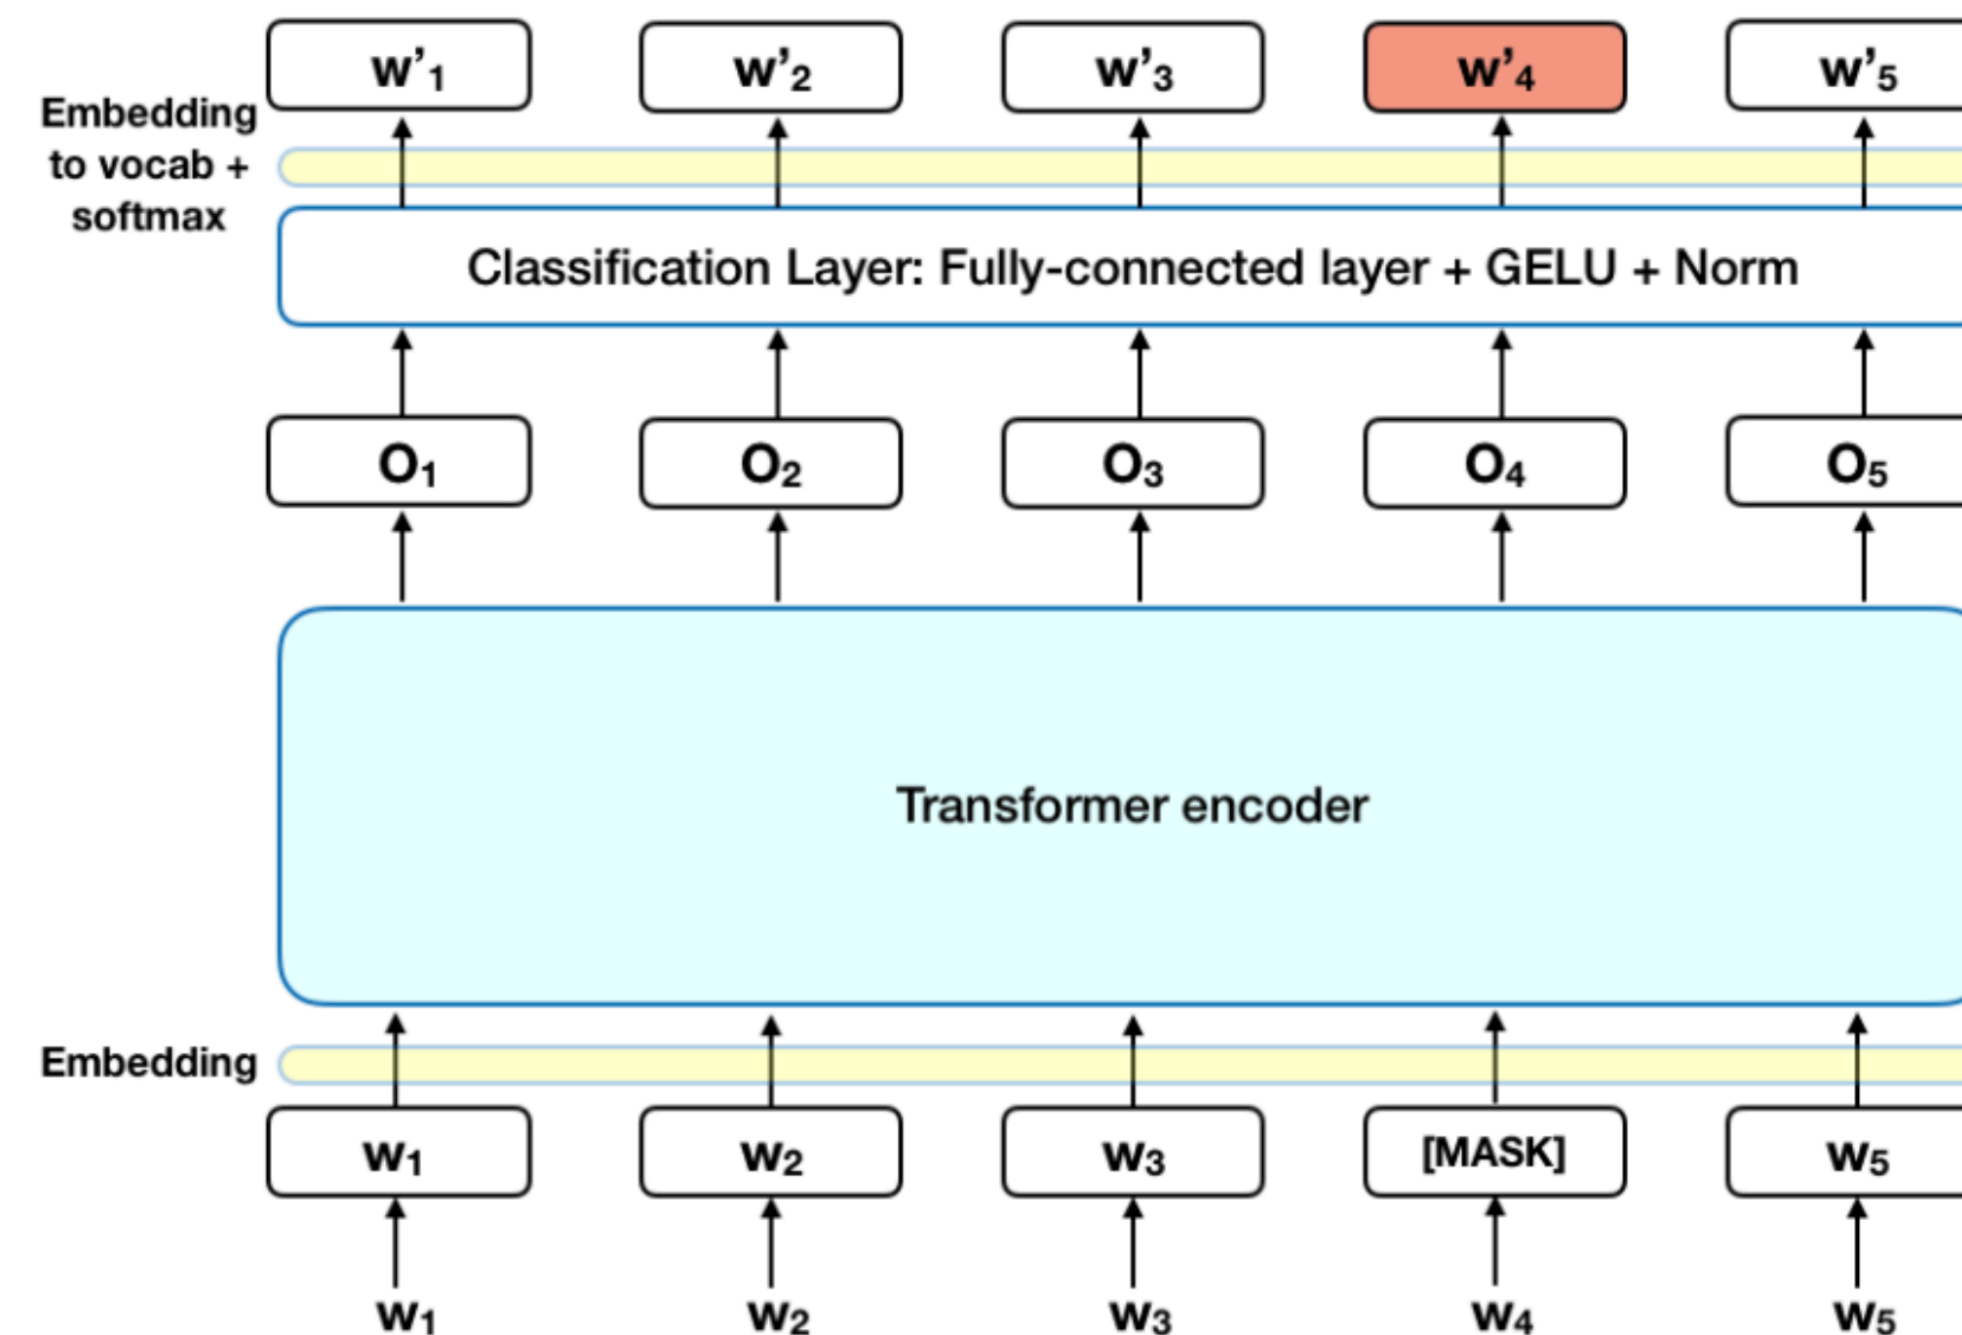 w’1 w’2 w’3 w’4 w’5
Embedding
to vocab +
softmax
Classification Layer: Fully-connected layer + GELU + Norm
O1 O2 O3 O4 O5
Transformer encoder
Embedding
w1 w2 w3 [MASK] w5
w1 w2 w3 w4 w5